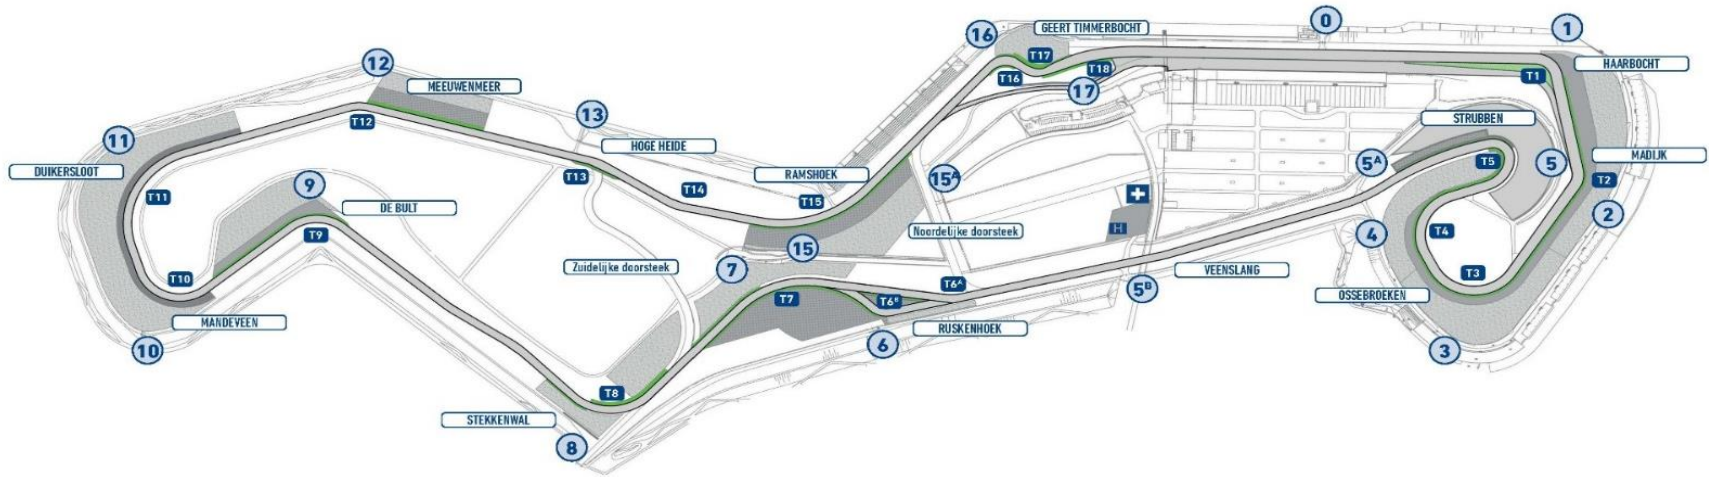 0
1
16
GEERT TIMMERBOCHT
T17
T16
T18
17
T1
HAARBOCHT
12
MEEUWENMEER
T12
13
HOGE HEIDE
11
DUIKERSLOOT
T11
9
DE BULT
T9
T10
MANDEVEEN
10
T13
T14
RAMSHOEK
T15
15
15A
Noordelijke doorsteek
H
STRUBBEN
T5
5A
5
MADIJK
T2
2
4
T4
T3
OSSEBROEKEN
3
VEENSLANG
5B
Zuidelijke doorsteek
7
T7
T6A
T6B
RUSKENHOEK
6
T8
STEKKENWAL
8